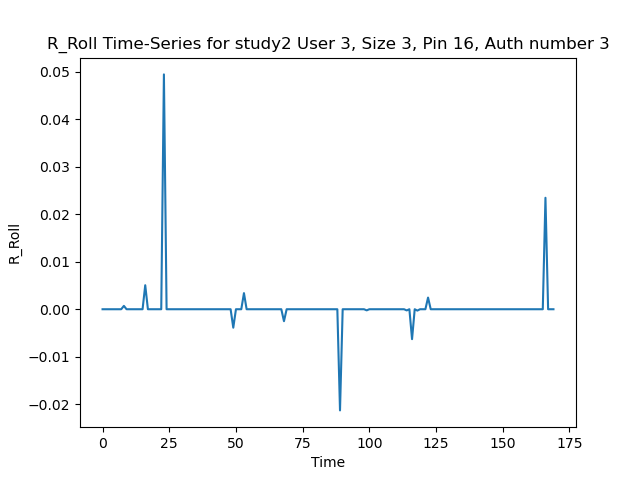 R_Roll Time-Series for study2 User 3, Size 3, Pin 16, Auth number 3
0.05
0.04
0.03
0.02
0.01
0.00
−0.01
−0.02
R_Roll
0 25 50 75 100 125 150 175
Time